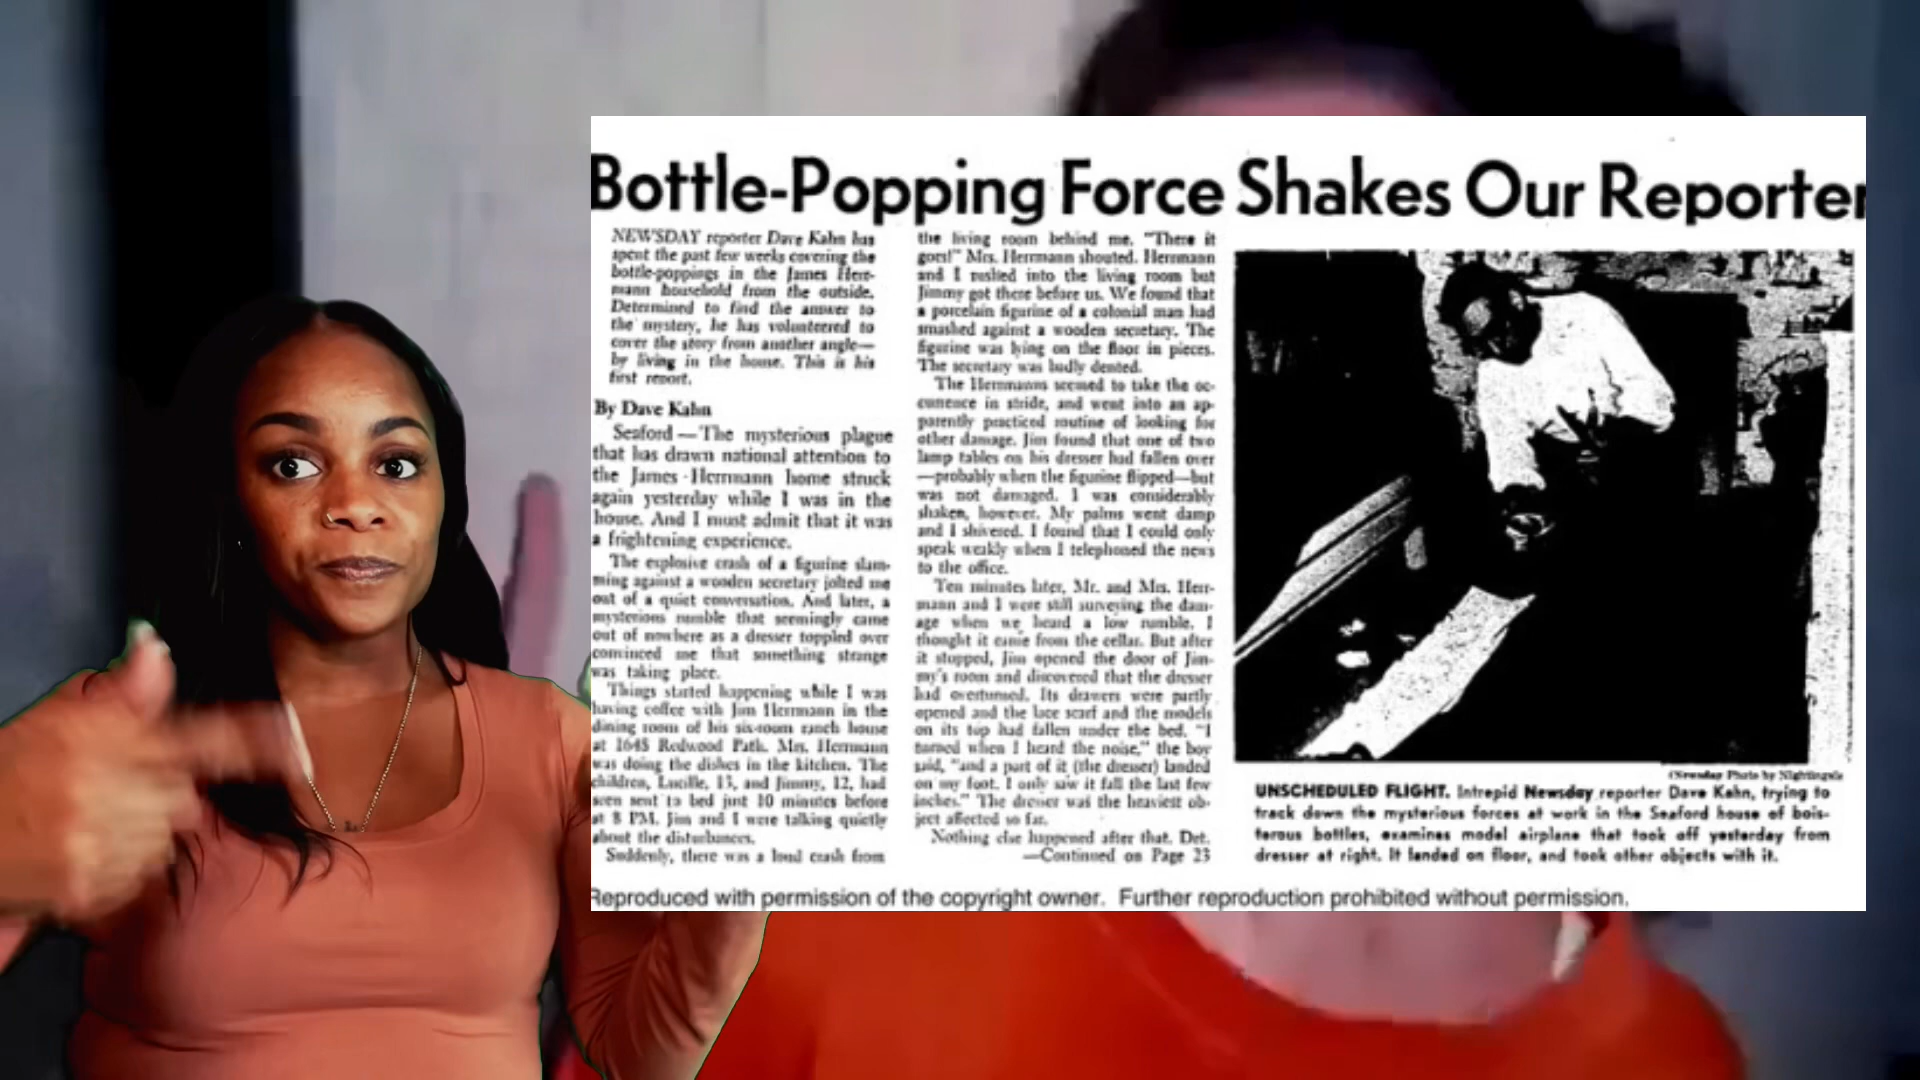 Bottle-Popping Force Shakes Our Reporter
NEWSDAY reporter Dave Kahn has
spent the past few weeks covering the
bottle-poppings in the James Herr-
mann household from the outside.
Determined to find the answer to
the mystery, he has volunteered to
cover the story from another angle—
by living in the house. This is his
first report.
By Dave Kahn
Seaford—The mysterious plague
that has drawn national attention to
the James Herrmann home struck
again yesterday while I was in the
house. And I must admit that it was
a frightening experience.
The explosive crash of a figurine slam-
ming against a wooden secretary jolted me
out of a quiet conversation. And later, a
mysterious rumble that seemingly came
out of nowhere as a dresser toppled over
convinced me that something strange
was taking place.
Things started happening while I was
having coffee with Jim Herrmann in the
dining room of his six-room ranch house
at 1648 Redwood Path. Mrs. Herrmann
was doing the dishes in the kitchen. The
children, Lucille, 13, and Jimmy, 12, had
been sent to bed just 10 minutes before
at 8 PM. Jim and I were talking quietly
about the disturbances.
Suddenly, there was a loud crash from
the living room behind me. "There it
goes!" Mrs. Herrmann shouted. Herrmann
and I rushed into the living room but
Jimmy got there before us. We found that
a porcelain figurine of a colonial man had
smashed against a wooden secretary. The
figurine was lying on the floor in pieces.
The secretary was badly dented.
The Herrmanns seemed to take the oc-
currence in stride, and went into an ap-
parently practiced routine of looking for
other damage. Jim found that one of two
lamp tables on his dresser had fallen over
—probably when the figurine flipped—but
was not damaged. I was considerably
shaken, however. My palms went damp
and I shivered. I found that I could only
speak weakly when I telephoned the news
to the office.
Ten minutes later, Mr. and Mrs. Herr-
mann and I were still surveying the dam-
age when we heard a low rumble. I
thought it came from the cellar. But after
it stopped, Jim opened the door of Jim-
my's room and discovered that the dresser
had overturned. Its drawers were partly
opened and the lace scarf and the models
on its top had fallen under the bed. "I
turned when I heard the noise," the boy
said, "and a part of it (the dresser) landed
on my foot. I only saw it fall the last few
inches." The dresser was the heaviest ob-
ject affected so far.
Nothing else happened after that. Det.
—Continued on Page 23
(Newsday Photo by Nightingale
UNSCHEDULED FLIGHT. Intrepid Newsday reporter Dave Kahn, trying to
track down the mysterious forces at work in the Seaford house of bois-
terous bottles, examines model airplane that took off yesterday from
dresser at right. It landed on floor, and took other objects with it.
Reproduced with permission of the copyright owner. Further reproduction prohibited without permission.